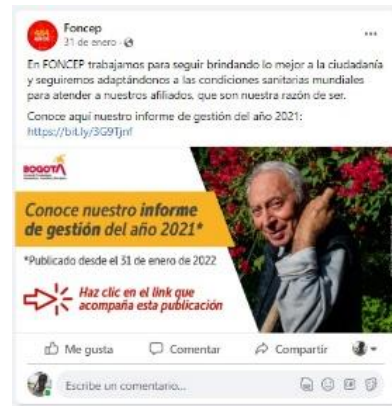 Foncep
31 de enero ·
En FONCEP trabajamos para seguir brindando lo mejor a la ciudadanía
y seguiremos adaptándonos a las condiciones sanitarias mundiales
para atender a nuestros afiliados, que son nuestra razón de ser.
Conoce aquí nuestro informe de gestión del año 2021:
https://bit.ly/3G9Tjnf
BOGOTÁ
Conoce nuestro informe
de gestión del año 2021*
*Publicado desde el 31 de enero de 2022
Haz clic en el link que
acompaña esta publicación
Me gusta Comentar Compartir
Escribe un comentario...